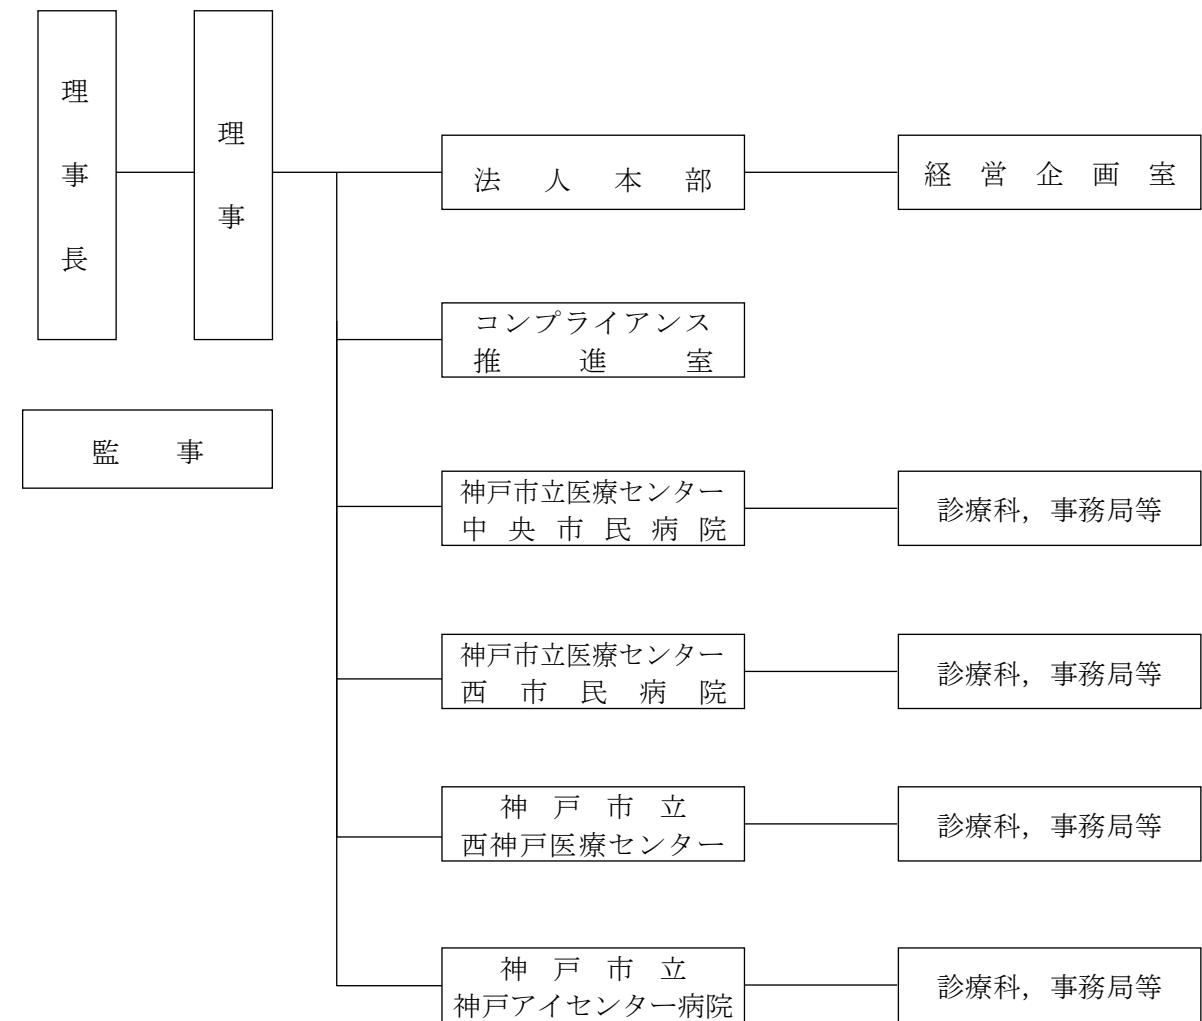 理事長
理事
監事
法人本部
経営企画室
コンプライアンス
推進室
神戸市立医療センター
中央市民病院
診療科，事務局等
神戸市立医療センター
西市民病院
診療科，事務局等
神戸市立
西神戸医療センター
診療科，事務局等
神戸市立
神戸アイセンター病院
診療科，事務局等